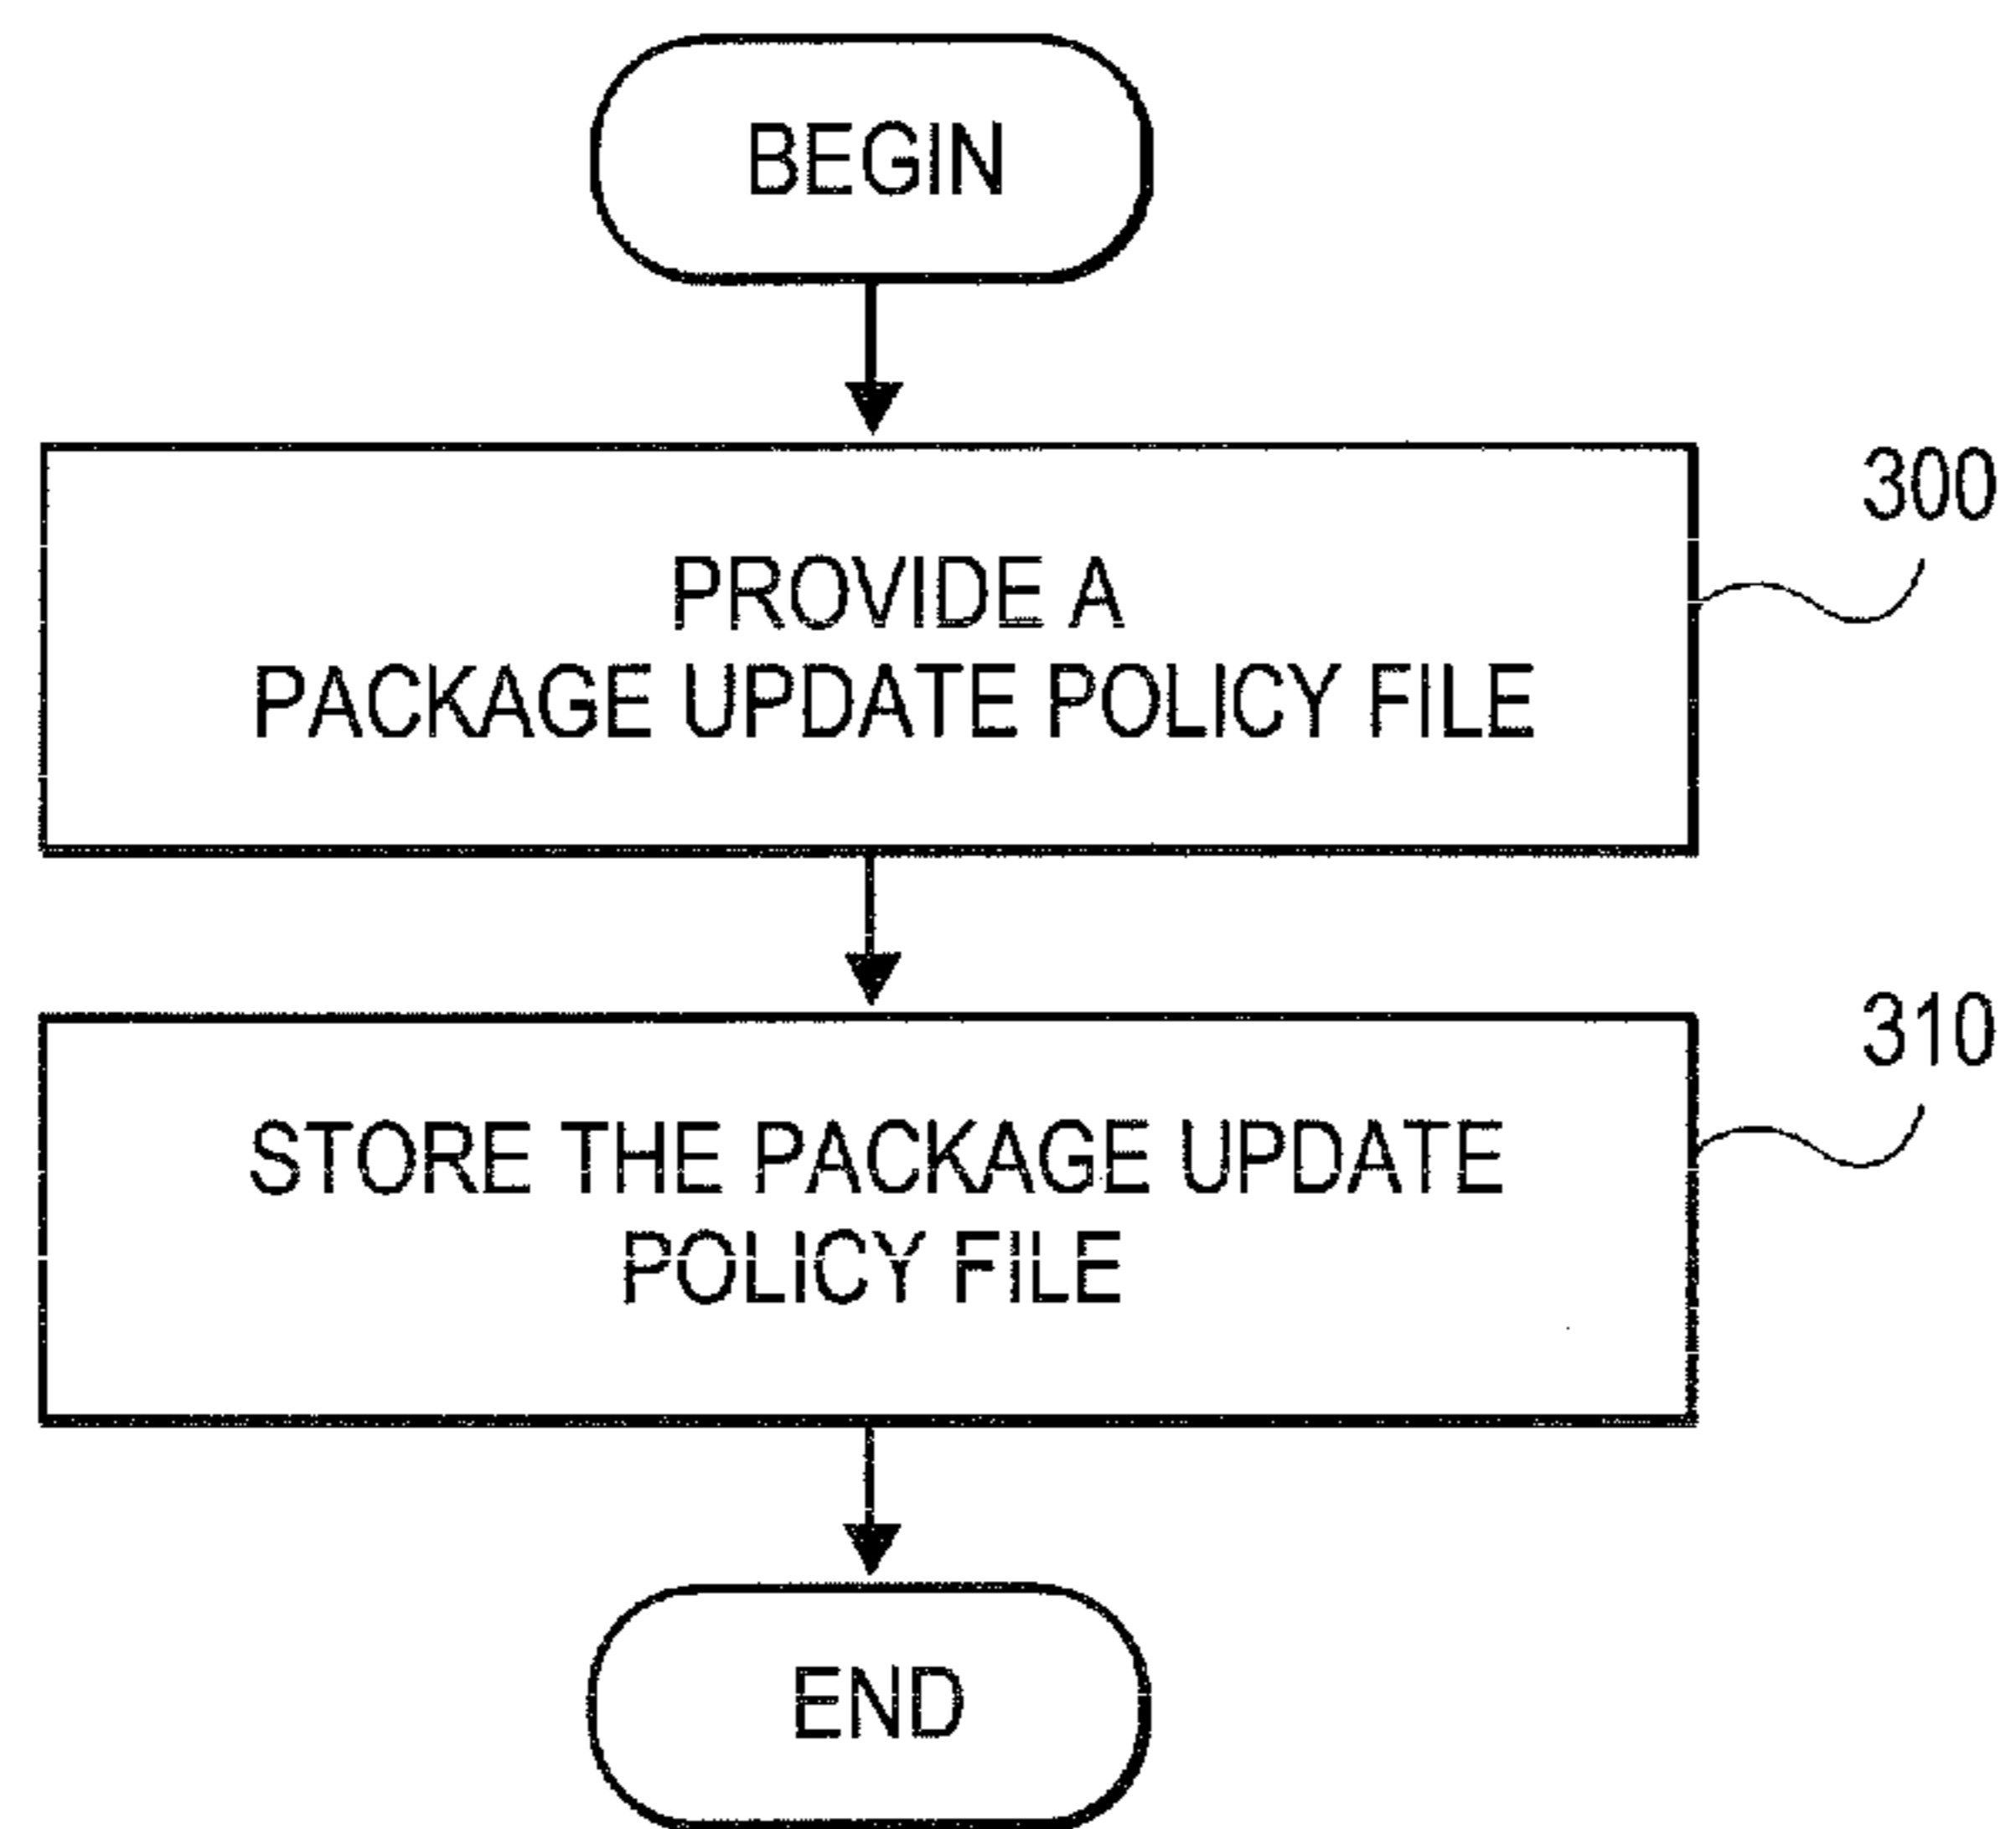 BEGIN
300
PROVIDE A
PACKAGE UPDATE POLICY FILE
310
STORE THE PACKAGE UPDATE
POLICY FILE
END